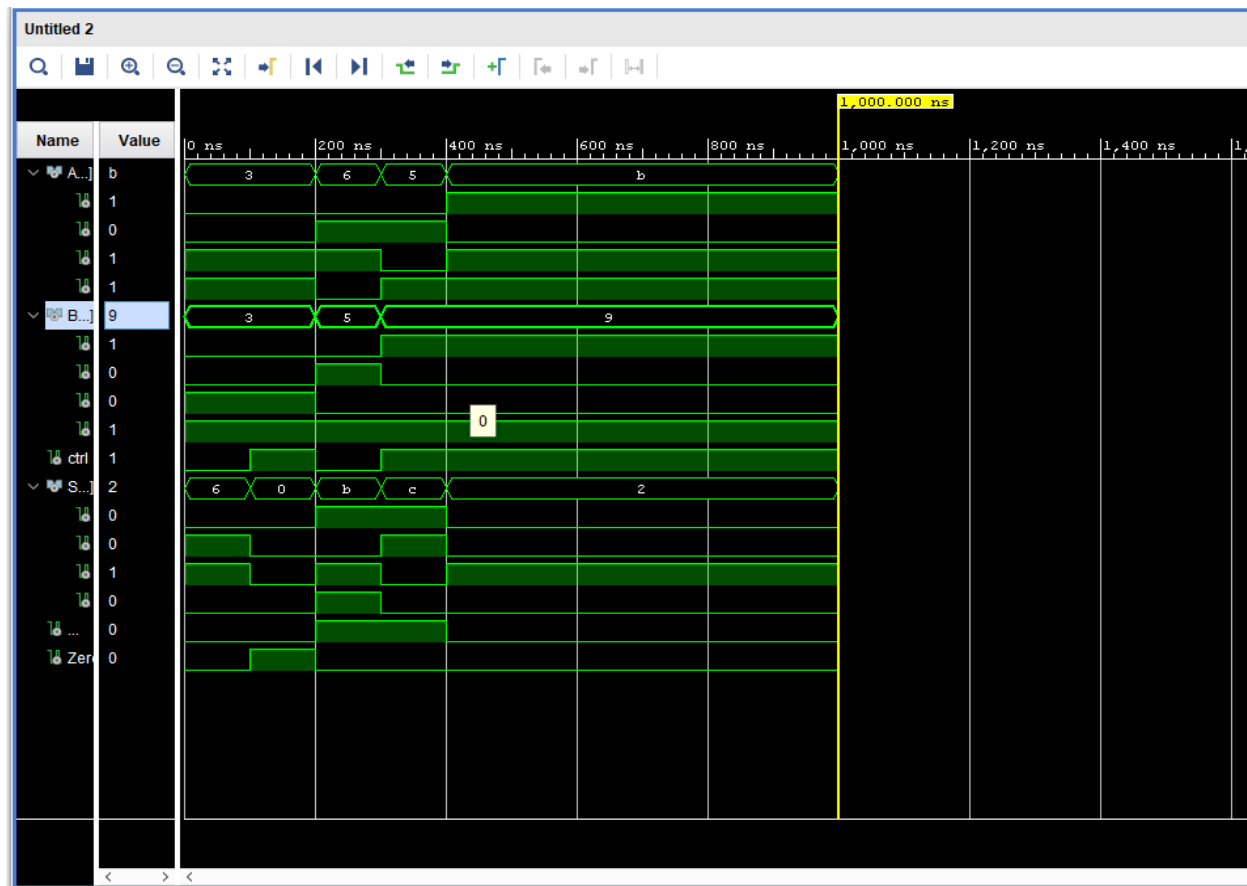 Untitled 2
1,000.000 ns
Name Value
0 ns 200 ns 400 ns 600 ns 800 ns 1,000 ns 1,200 ns 1,400 ns 1,
A...] b 3 6 5 b
1
0
1
1
B...] 9 3 5 9
1
0
0
1 0
ctrl 1
S...] 2 6 0 b c 2
0
0
1
0
... 0
Zero 0